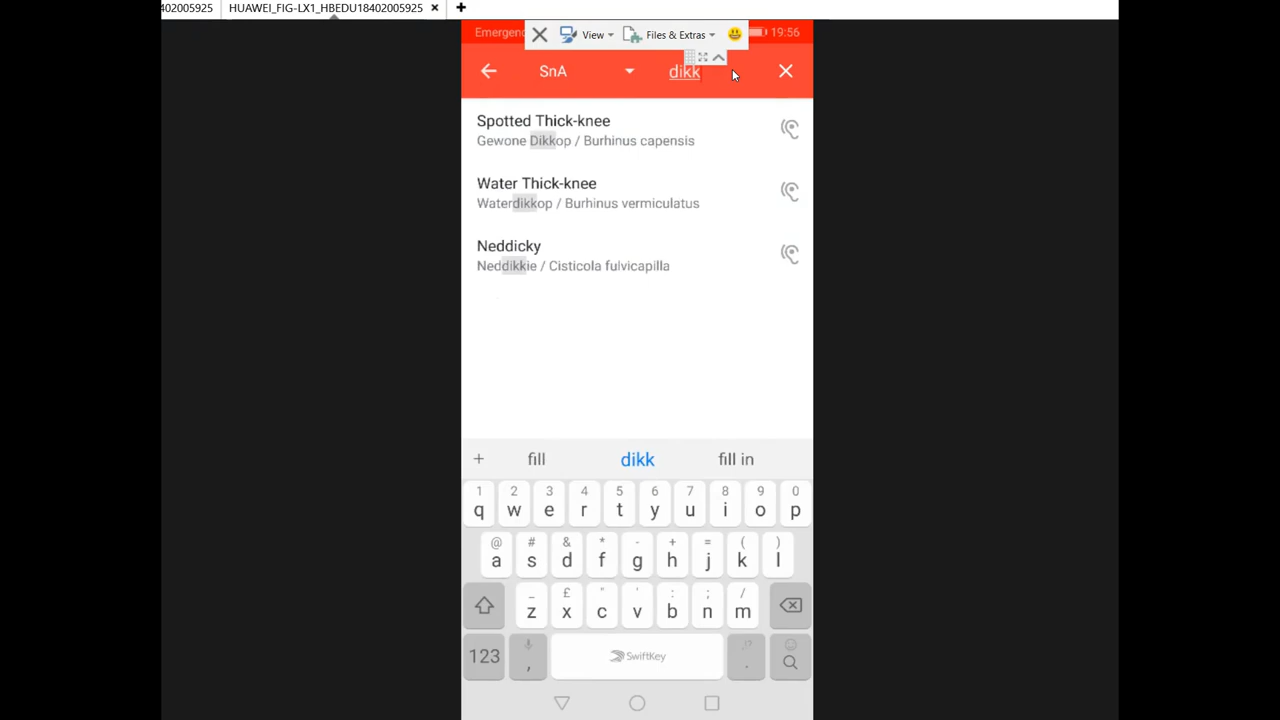 402005925 HUAWEI_FIG-LX1_HBEDU18402005925
View Files & Extras
Emergen 19:56
SnA dikk
Spotted Thick-knee
Gewone Dikkop / Burhinus capensis
Water Thick-knee
Waterdikkop / Burhinus vermiculatus
Neddicky
Neddikkie / Cisticola fulvicapilla
+ fill dikk fill in
1 2 3 4 5 6 7 8 9 0
q w e r t y u i o p
@ # & * - + = ( )
a s d f g h j k l
_ £ " ' : ; /
z x c v b n m
123 , SwiftKey .